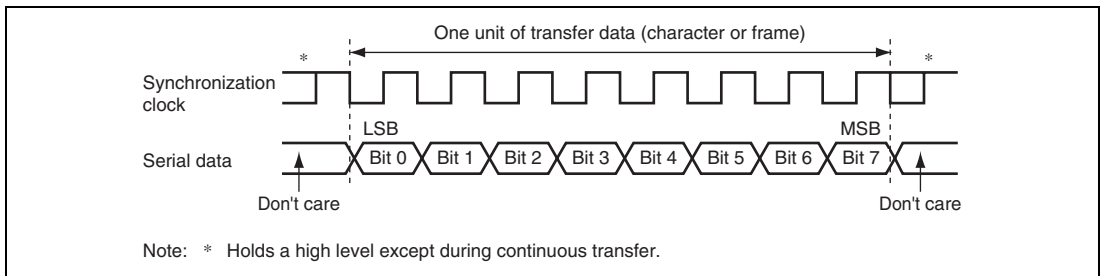 One unit of transfer data (character or frame)
* *
Synchronization
clock
LSB MSB
Serial data Bit 0 Bit 1 Bit 2 Bit 3 Bit 4 Bit 5 Bit 6 Bit 7
Don't care Don't care
Note: * Holds a high level except during continuous transfer.